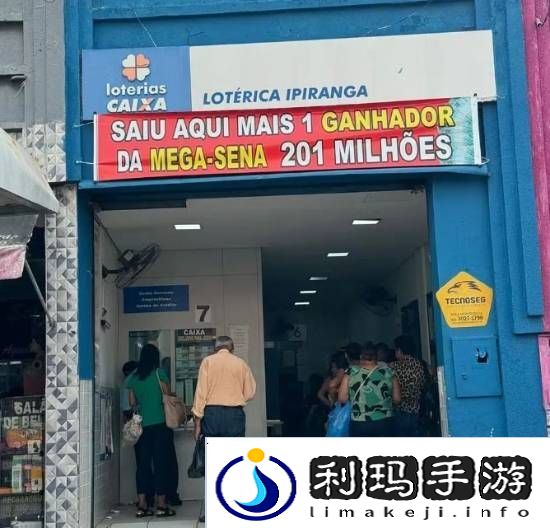 loterias
CAIXA
LOTÉRICA IPIRANGA
SAIU AQUI MAIS 1 GANHADOR
DA MEGA-SENA 201 MILHÕES
TECNOSEG
7
CAIXA
6
利玛手游
limakeji.info